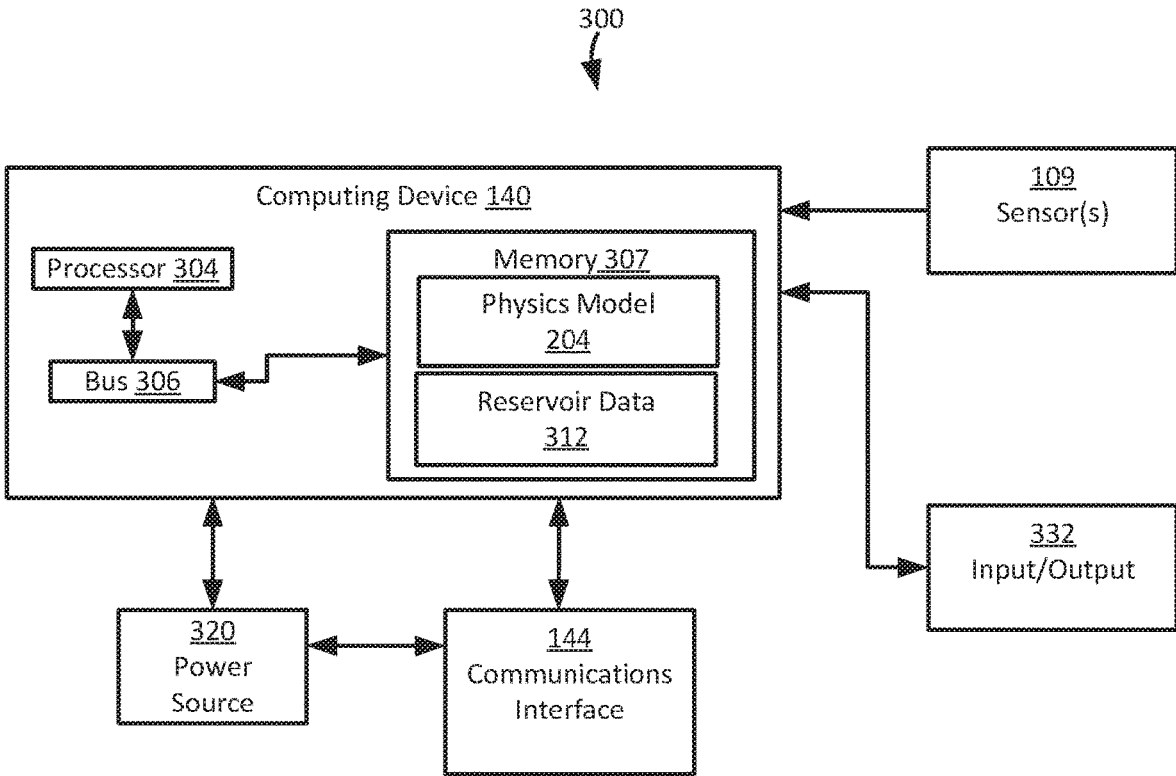 300
Computing Device 140
Processor 304
Bus 306
Memory 307
Physics Model
204
Reservoir Data
312
109
Sensor(s)
332
Input/Output
320
Power
Source
144
Communications
Interface